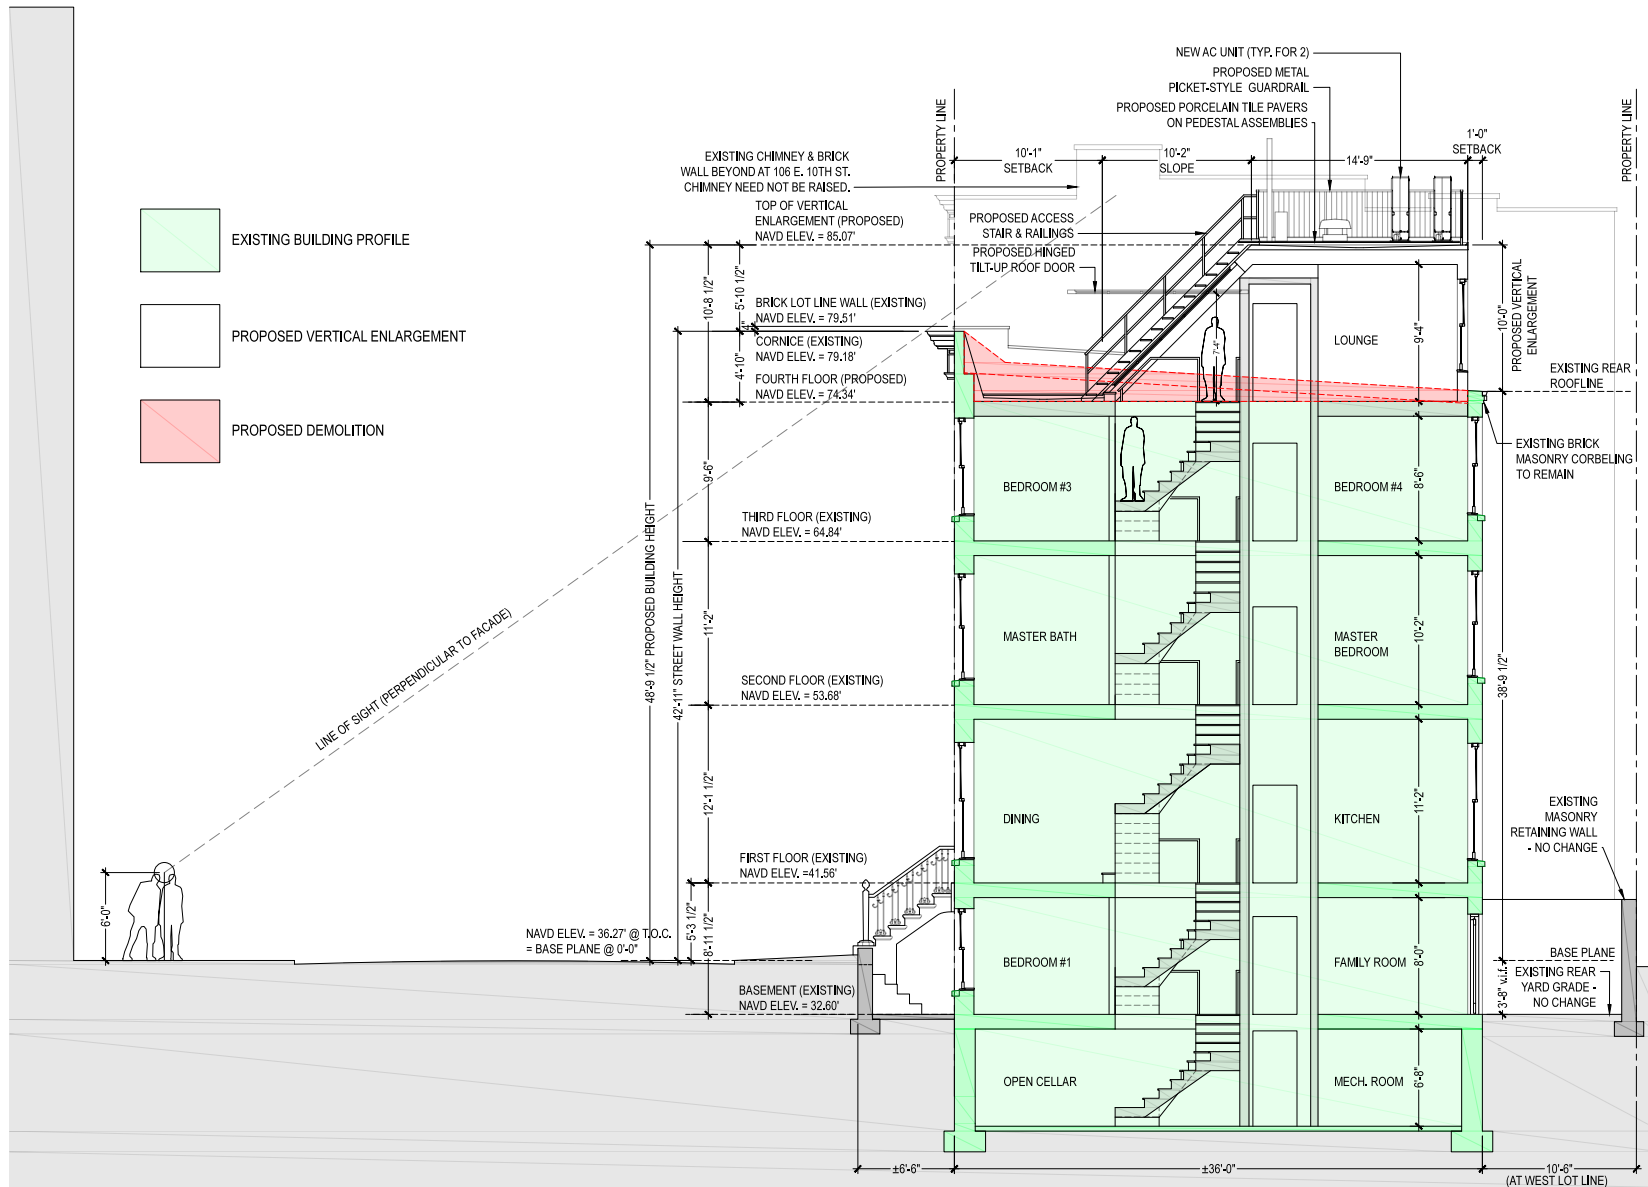 NEW AC UNIT (TYP. FOR 2)
PROPOSED METAL
PICKET-STYLE GUARDRAIL
PROPOSED PORCELAIN TILE PAVERS
ON PEDESTAL ASSEMBLIES
PROPERTY LINE
PROPERTY LINE
10'-1"
SETBACK
10'-2"
SLOPE
14'-9"
1'-0"
SETBACK
EXISTING CHIMNEY & BRICK
WALL BEYOND AT 106 E. 10TH ST.
CHIMNEY NEED NOT BE RAISED.
TOP OF VERTICAL
ENLARGEMENT (PROPOSED)
NAVD ELEV. = 85.07'
PROPOSED ACCESS
STAIR & RAILINGS
PROPOSED HINGED
TILT-UP ROOF DOOR
EXISTING BUILDING PROFILE
PROPOSED VERTICAL ENLARGEMENT
PROPOSED DEMOLITION
10'-8 1/2"
5'-10 1/2"
4"
4'-10"
BRICK LOT LINE WALL (EXISTING)
NAVD ELEV. = 79.51'
CORNICE (EXISTING)
NAVD ELEV. = 79.18'
FOURTH FLOOR (PROPOSED)
NAVD ELEV. = 74.34'
7'-4"
LOUNGE
9'-4"
10'-0"
PROPOSED VERTICAL
ENLARGEMENT
EXISTING REAR
ROOFLINE
EXISTING BRICK
MASONRY CORBELING
TO REMAIN
9'-6"
BEDROOM #3
BEDROOM #4
8'-6"
THIRD FLOOR (EXISTING)
NAVD ELEV. = 64.84'
48'-9 1/2" PROPOSED BUILDING HEIGHT
42'-11" STREET WALL HEIGHT
11'-2"
MASTER BATH
MASTER
BEDROOM
10'-2"
38'-9 1/2"
LINE OF SIGHT (PERPENDICULAR TO FACADE)
SECOND FLOOR (EXISTING)
NAVD ELEV. = 53.68'
12'-1 1/2"
DINING
KITCHEN
11'-2"
EXISTING
MASONRY
RETAINING WALL
- NO CHANGE
FIRST FLOOR (EXISTING)
NAVD ELEV. =41.56'
6'-0"
NAVD ELEV. = 36.27' @ T.O.C.
= BASE PLANE @ 0'-0"
5'-3 1/2"
8'-11 1/2"
BEDROOM #1
FAMILY ROOM
8'-0"
BASE PLANE
EXISTING REAR
YARD GRADE -
NO CHANGE
3'-8" v.i.f.
BASEMENT (EXISTING)
NAVD ELEV. = 32.60'
OPEN CELLAR
MECH. ROOM
6'-8"
±6'-6"
±36'-0"
10'-6"
(AT WEST LOT LINE)